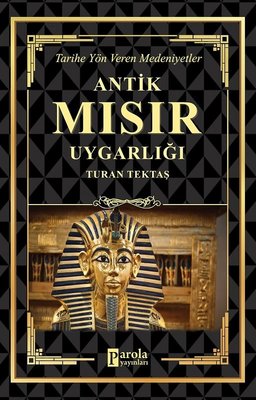 Tarihe Yön Veren Medeniyetler
ANTİK
MISIR
UYGARLIĞI
TURAN TEKTAŞ
Parola
yayınları